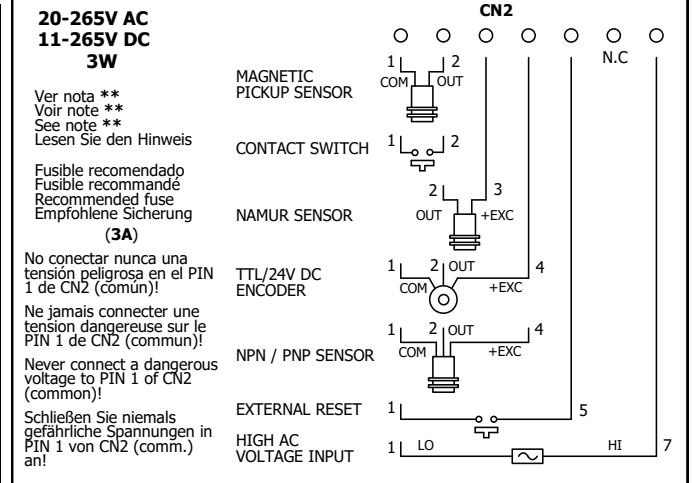 20-265V AC
11-265V DC
3W
Ver nota **
Voir note **
See note **
Lesen Sie den Hinweis
Fusible recomendado
Fusible recommandé
Recommended fuse
Empfohlene Sicherung
(3A)
No conectar nunca una
tensión peligrosa en el PIN
1 de CN2 (común)!
Ne jamais connecter une
tension dangereuse sur le
PIN 1 de CN2 (commun)!
Never connect a dangerous
voltage to PIN 1 of CN2
(common)!
Schließen Sie niemals
gefährliche Spannungen in
PIN 1 von CN2 (comm.)
an!
CN2
N.C
MAGNETIC
PICKUP SENSOR
1 2
COM OUT
CONTACT SWITCH
1 2
NAMUR SENSOR
2 3
OUT +EXC
TTL/24V DC
ENCODER
1 2 OUT 4
COM +EXC
NPN / PNP SENSOR
1 2 OUT 4
COM +EXC
EXTERNAL RESET
1 5
HIGH AC
VOLTAGE INPUT
1 LO HI 7